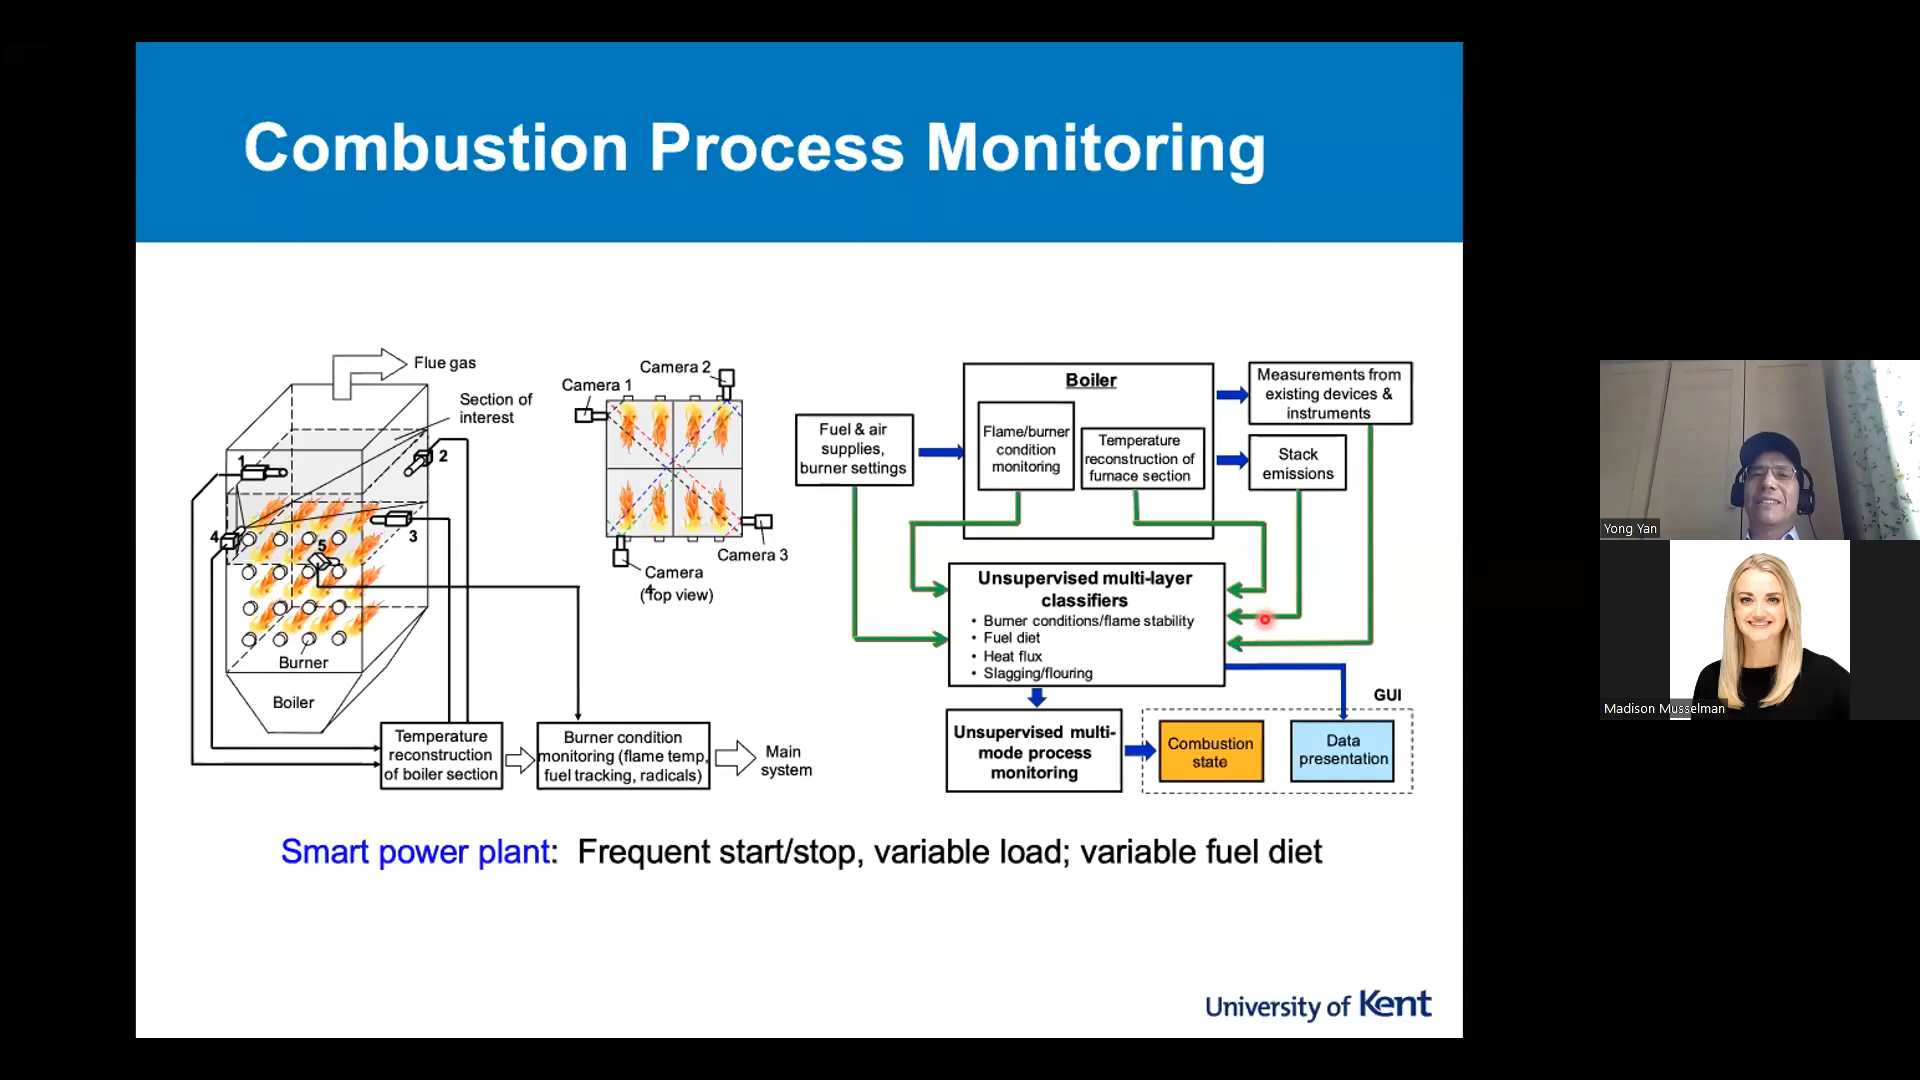 Combustion Process Monitoring
Flue gas
Section of
interest
1
2
3
4
5
Burner
Boiler
Camera 1
Camera 2
Camera 3
Camera
4
(Top view)
Temperature
reconstruction
of boiler section
Burner condition
monitoring (flame temp,
fuel tracking, radicals)
Main
system
Fuel & air
supplies,
burner settings
Boiler
Flame/burner
condition
monitoring
Temperature
reconstruction of
furnace section
Measurements from
existing devices &
instruments
Stack
emissions
Unsupervised multi-layer
classifiers
• Burner conditions/flame stability
• Fuel diet
• Heat flux
• Slagging/flouring
Unsupervised multi-
mode process
monitoring
GUI
Combustion
state
Data
presentation
Smart power plant: Frequent start/stop, variable load; variable fuel diet
University of Kent
Yong Yan
Madison Musselman